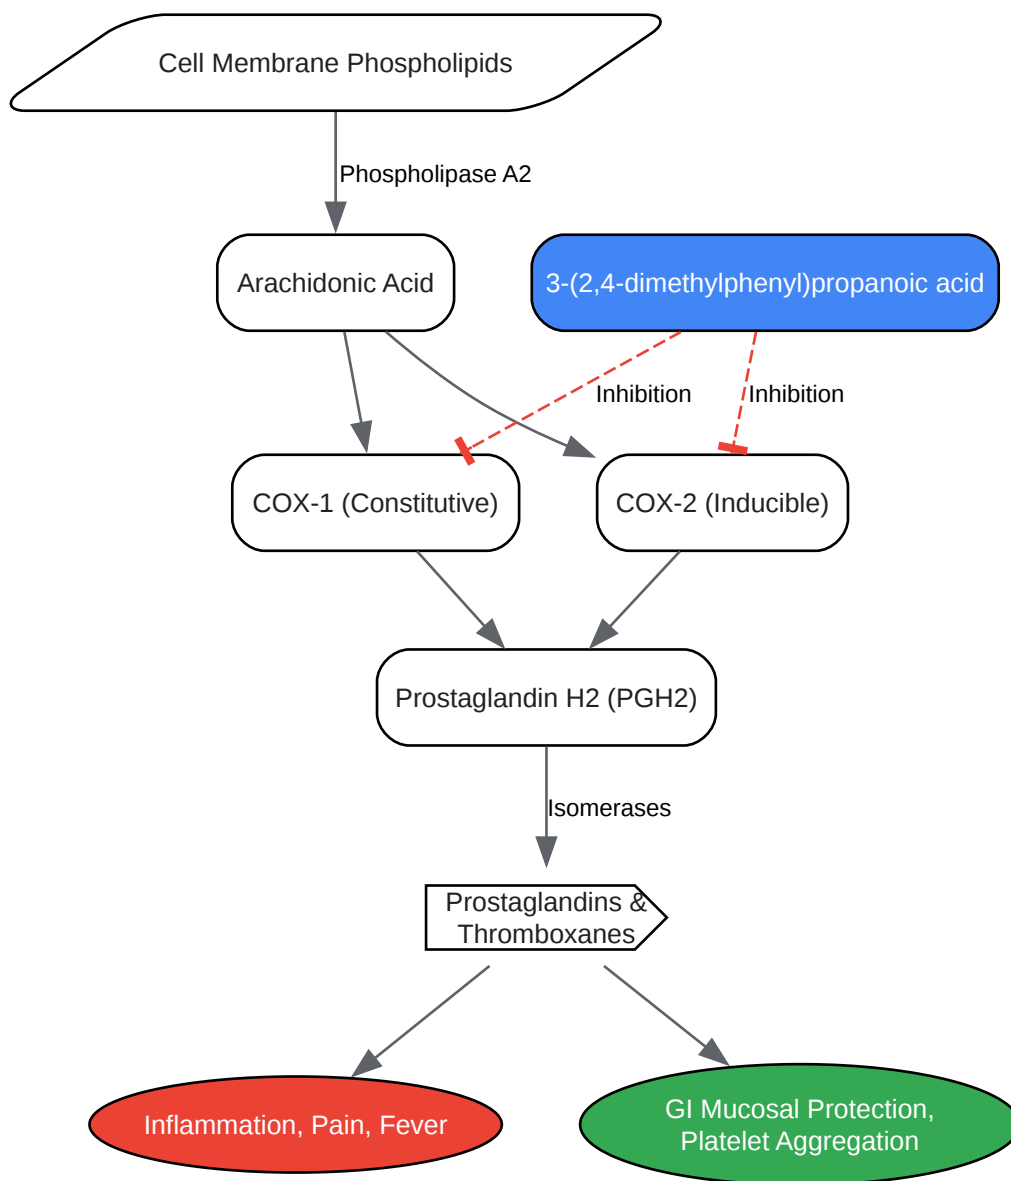 Cell Membrane Phospholipids
Phospholipase A2
Arachidonic Acid
3-(2,4-dimethylphenyl)propanoic acid
Inhibition
Inhibition
COX-1 (Constitutive)
COX-2 (Inducible)
Prostaglandin H2 (PGH2)
Isomerases
Prostaglandins &
Thromboxanes
Inflammation, Pain, Fever
GI Mucosal Protection,
Platelet Aggregation